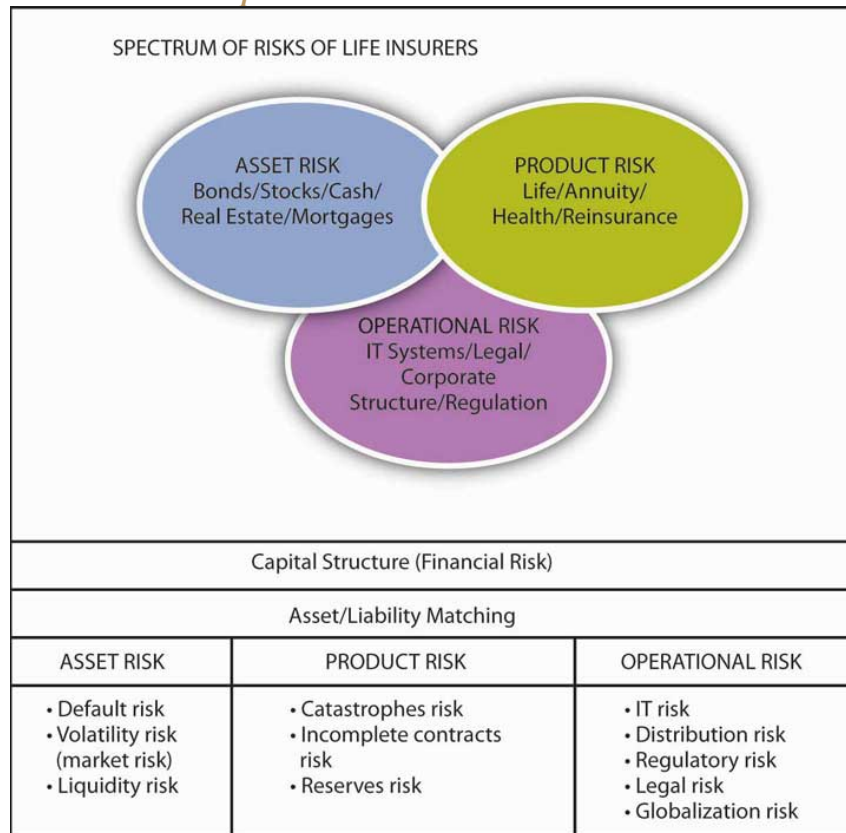 SPECTRUM OF RISKS OF LIFE INSURERS
ASSET RISK
Bonds/Stocks/Cash/
Real Estate/Mortgages
PRODUCT RISK
Life/Annuity/
Health/Reinsurance
OPERATIONAL RISK
IT Systems/Legal/
Corporate
Structure/Regulation
Capital Structure (Financial Risk)
Asset/Liability Matching
ASSET RISK
• Default risk
• Volatility risk
(market risk)
• Liquidity risk
PRODUCT RISK
• Catastrophes risk
• Incomplete contracts
risk
• Reserves risk
OPERATIONAL RISK
• IT risk
• Distribution risk
• Regulatory risk
• Legal risk
• Globalization risk